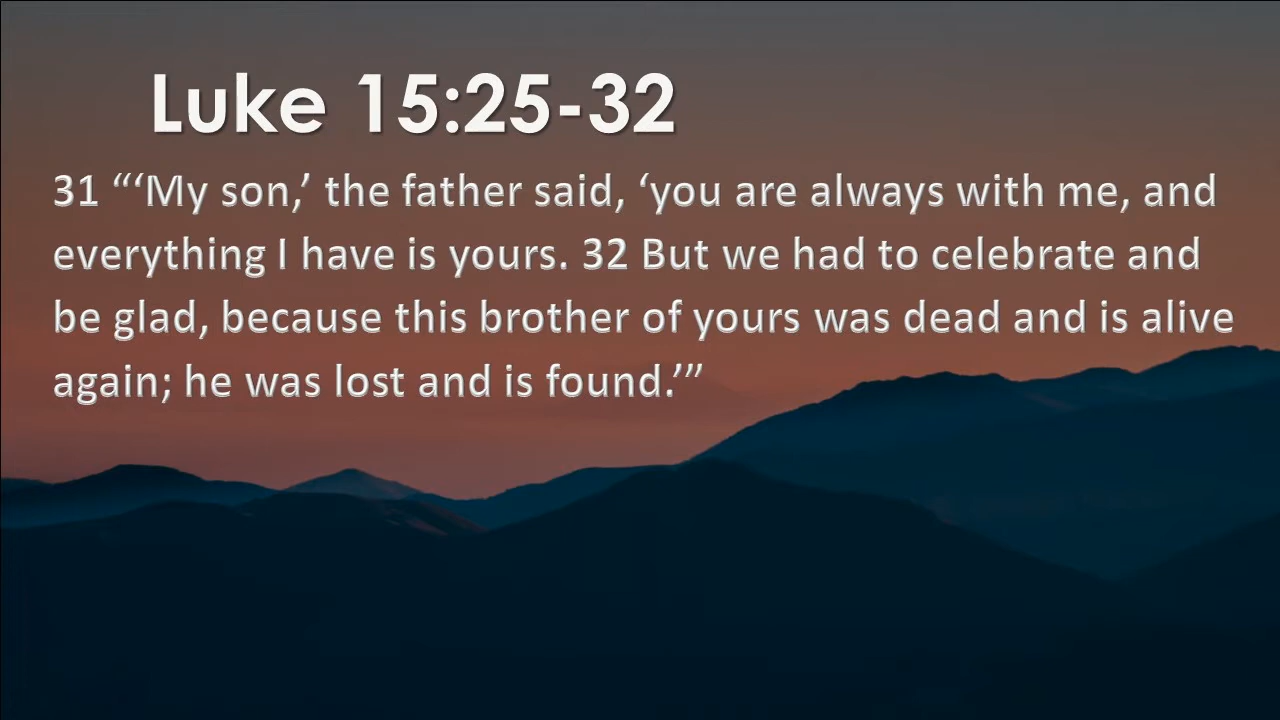 Luke 15:25-32
31 “‘My son,’ the father said, ‘you are always with me, and
everything I have is yours. 32 But we had to celebrate and
be glad, because this brother of yours was dead and is alive
again; he was lost and is found.’”